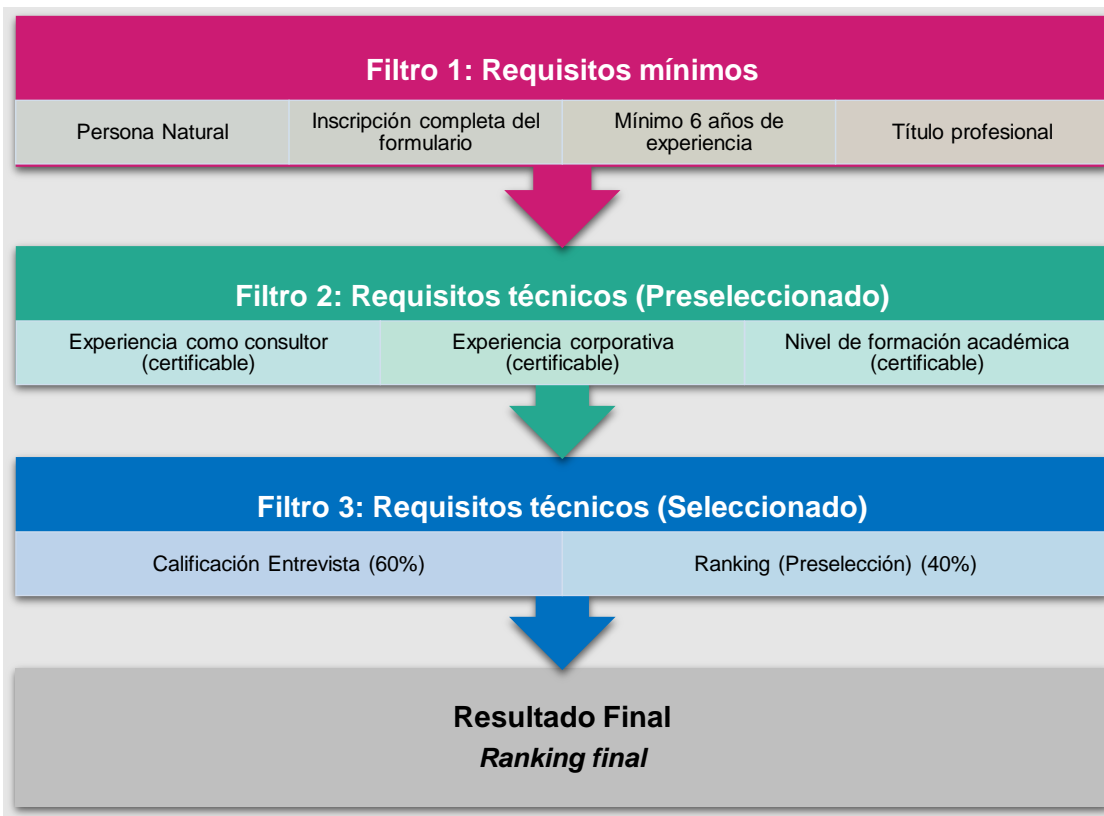 Filtro 1: Requisitos mínimos
Persona Natural
Inscripción completa del
formulario
Mínimo 6 años de
experiencia
Título profesional
Filtro 2: Requisitos técnicos (Preseleccionado)
Experiencia como consultor
(certificable)
Experiencia corporativa
(certificable)
Nivel de formación académica
(certificable)
Filtro 3: Requisitos técnicos (Seleccionado)
Calificación Entrevista (60%)
Ranking (Preselección) (40%)
Resultado Final
Ranking final